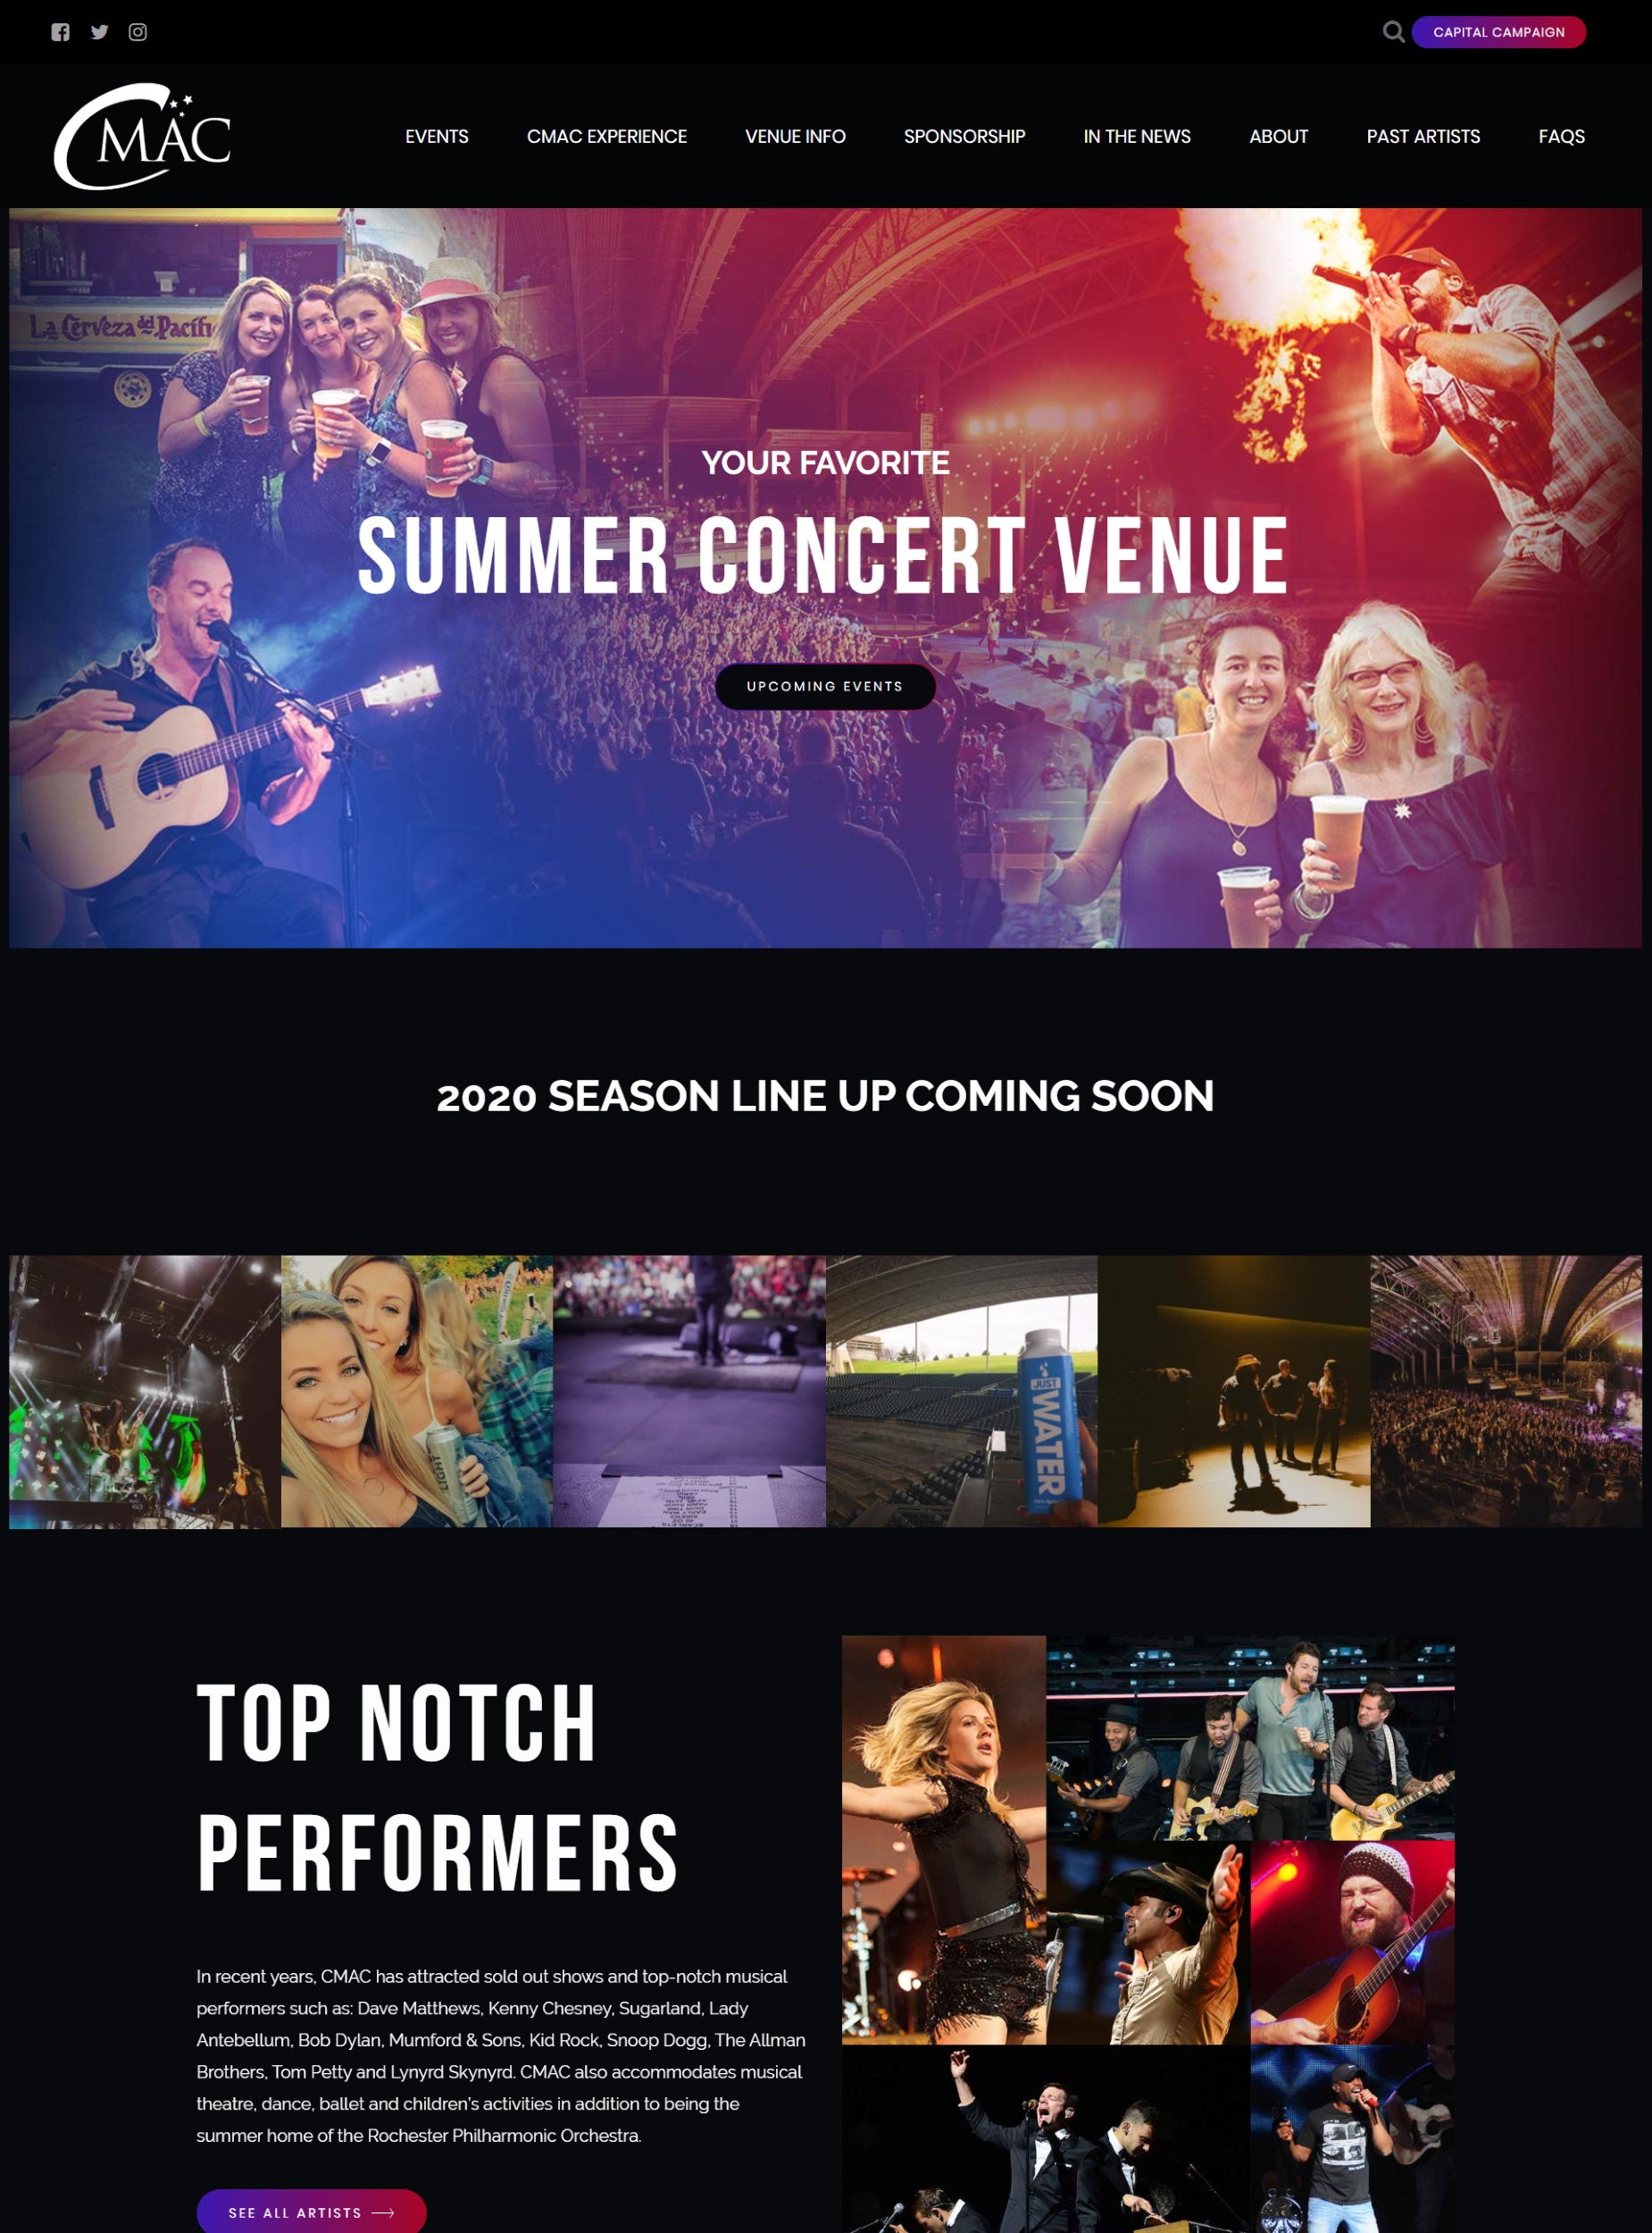 CAPITAL CAMPAIGN
CMAC
EVENTS
CMAC EXPERIENCE
VENUE INFO
SPONSORSHIP
IN THE NEWS
ABOUT
PAST ARTISTS
FAQS
La Cerveza del Pacífi
YOUR FAVORITE
SUMMER CONCERT VENUE
UPCOMING EVENTS
2020 SEASON LINE UP COMING SOON
LIGHT
JUST
WATER
TOP NOTCH
PERFORMERS
In recent years, CMAC has attracted sold out shows and top-notch musical
performers such as: Dave Matthews, Kenny Chesney, Sugarland, Lady
Antebellum, Bob Dylan, Mumford & Sons, Kid Rock, Snoop Dogg, The Allman
Brothers, Tom Petty and Lynyrd Skynyrd. CMAC also accommodates musical
theatre, dance, ballet and children's activities in addition to being the
summer home of the Rochester Philharmonic Orchestra.
SEE ALL ARTISTS